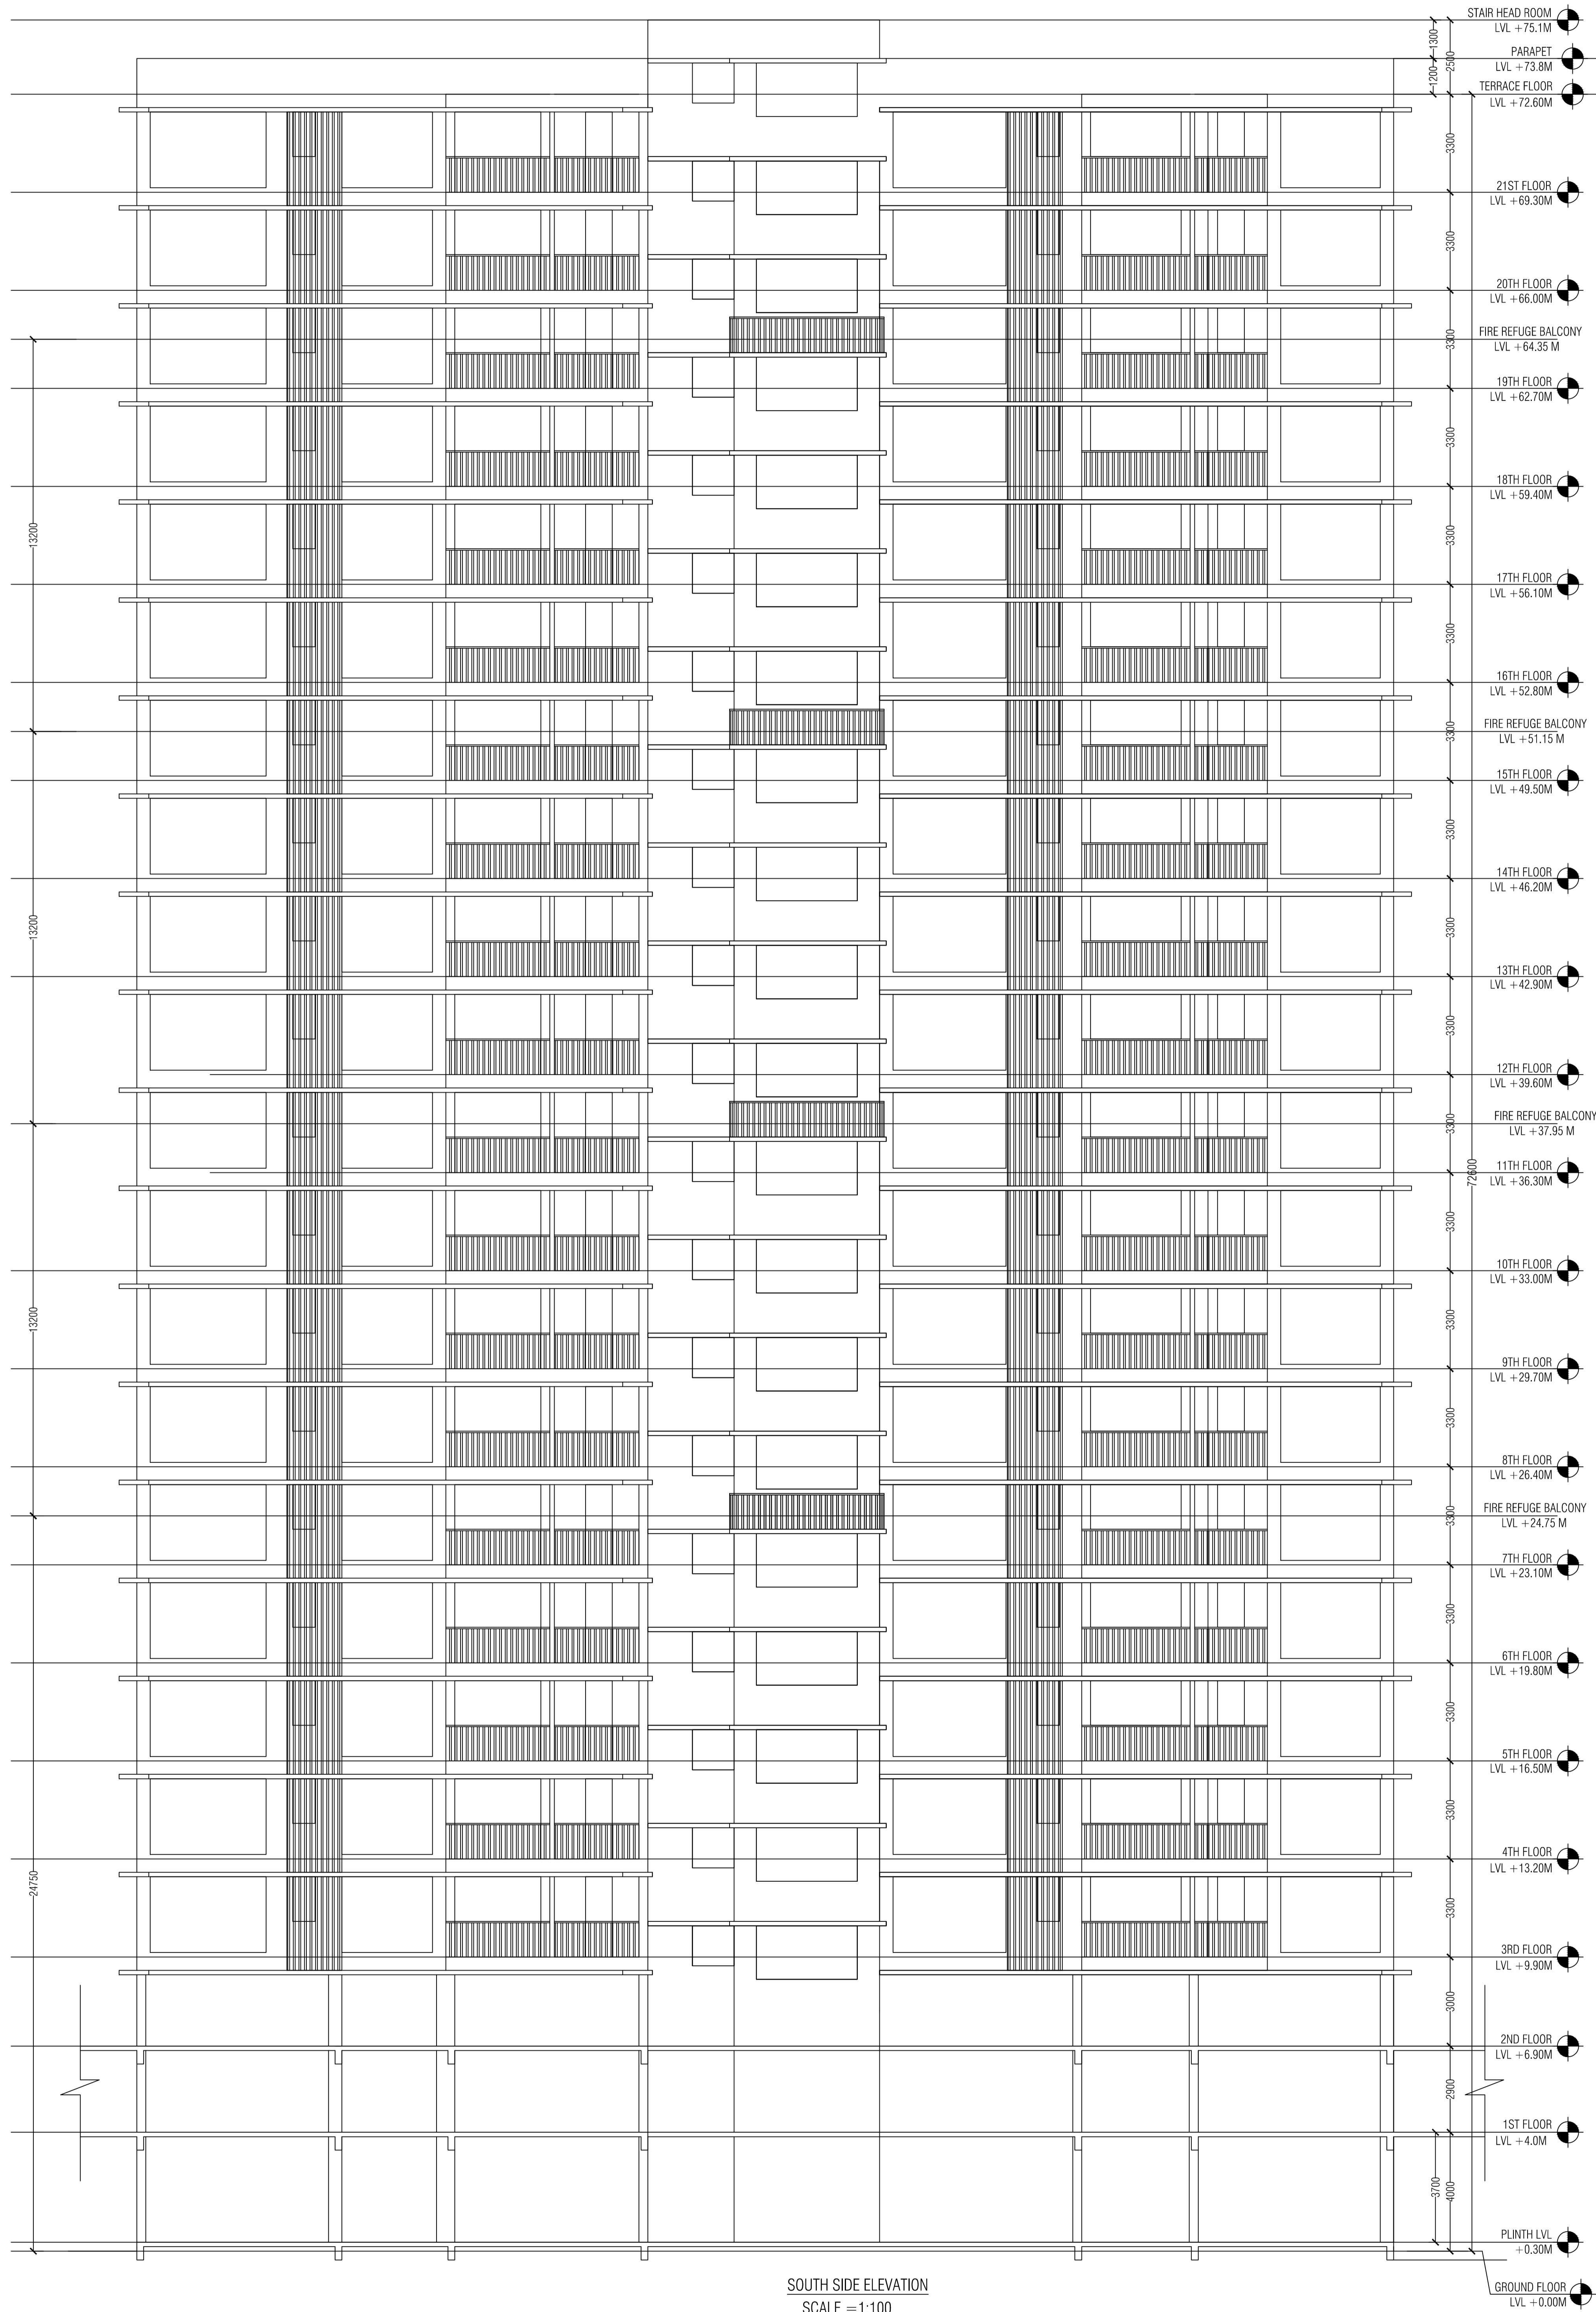 STAIR HEAD ROOM
LVL +75.1M
1300
PARAPET
LVL +73.8M
2500
1200
TERRACE FLOOR
LVL +72.60M
3300
21ST FLOOR
LVL +69.30M
3300
20TH FLOOR
LVL +66.00M
FIRE REFUGE BALCONY
3300
LVL +64.35 M
19TH FLOOR
LVL +62.70M
3300
18TH FLOOR
LVL +59.40M
13200
3300
17TH FLOOR
LVL +56.10M
3300
16TH FLOOR
LVL +52.80M
FIRE REFUGE BALCONY
3300
LVL +51.15 M
15TH FLOOR
LVL +49.50M
3300
14TH FLOOR
LVL +46.20M
13200
3300
13TH FLOOR
LVL +42.90M
3300
12TH FLOOR
LVL +39.60M
FIRE REFUGE BALCONY
3300
LVL +37.95 M
11TH FLOOR
72600
LVL +36.30M
3300
10TH FLOOR
LVL +33.00M
13200
3300
9TH FLOOR
LVL +29.70M
3300
8TH FLOOR
LVL +26.40M
FIRE REFUGE BALCONY
3300
LVL +24.75 M
7TH FLOOR
LVL +23.10M
3300
6TH FLOOR
LVL +19.80M
3300
5TH FLOOR
LVL +16.50M
3300
4TH FLOOR
LVL +13.20M
24750
3300
3RD FLOOR
LVL +9.90M
3000
2ND FLOOR
LVL +6.90M
2900
1ST FLOOR
LVL +4.0M
3700
4000
PLINTH LVL
+0.30M
SOUTH SIDE ELEVATION
GROUND FLOOR
LVL +0.00M
SCALE =1:100